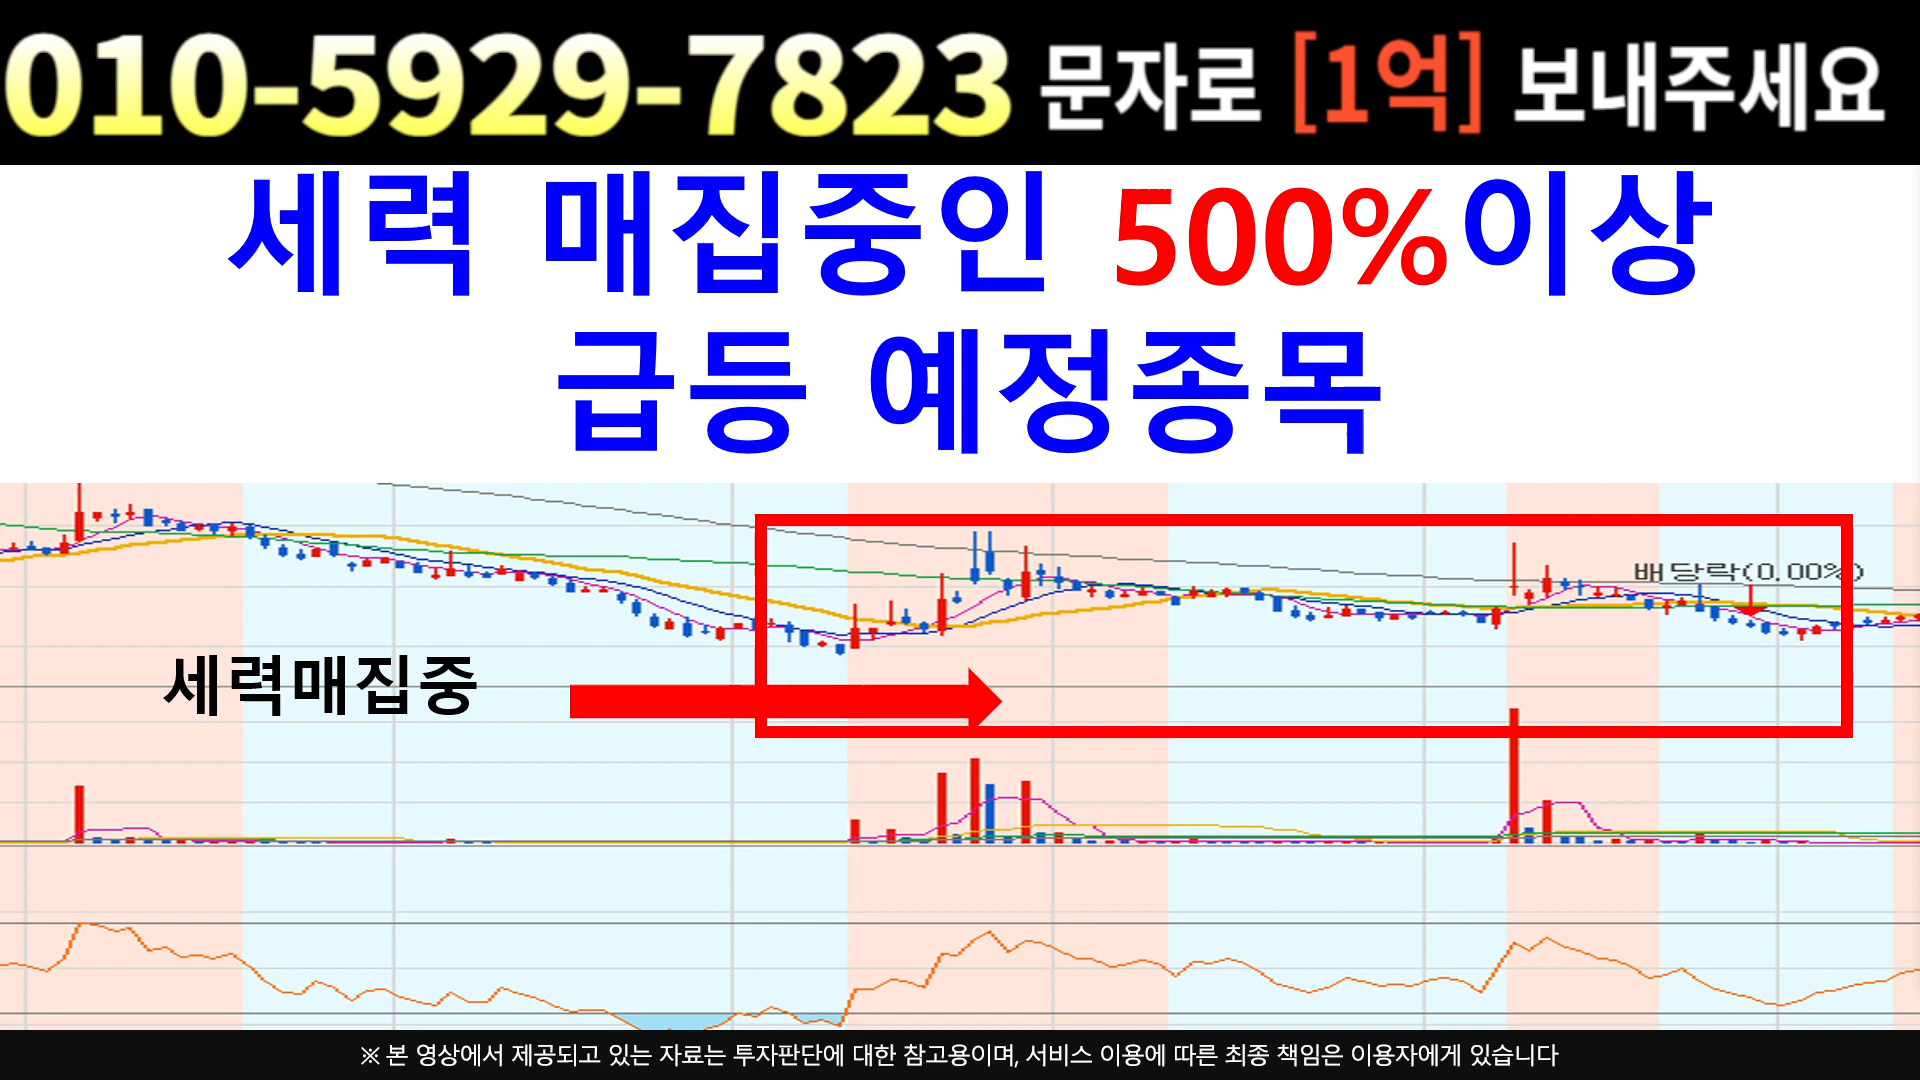 010-5929-7823 문자로 [1억] 보내주세요
세력 매집중인 500%이상
급등 예정종목
배당락(0.00%)
세력매집중
※ 본 영상에서 제공되고 있는 자료는 투자판단에 대한 참고용이며, 서비스 이용에 따른 최종 책임은 이용자에게 있습니다